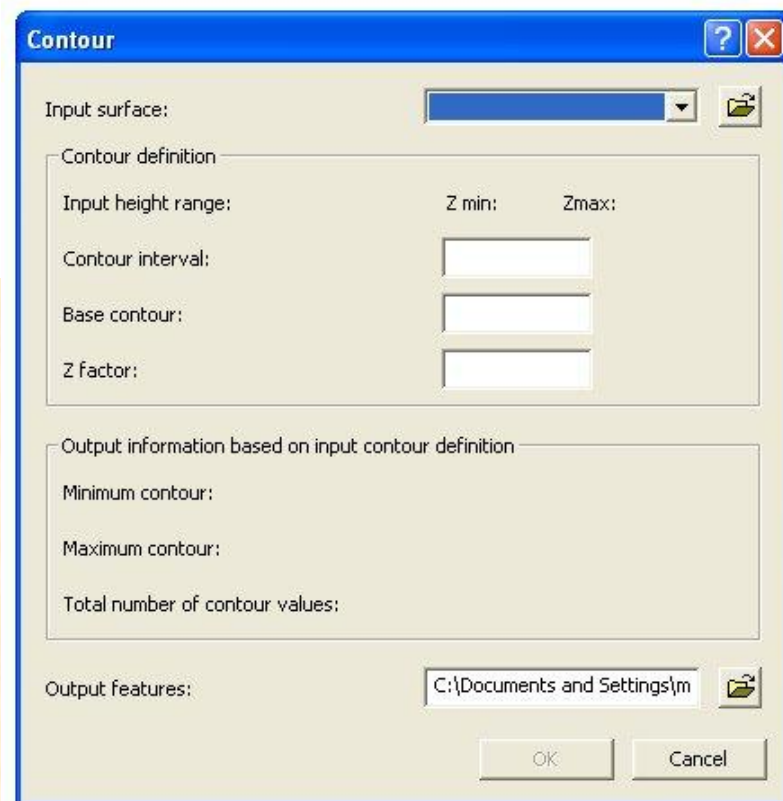 Contour
Input surface:
Contour definition
Input height range: Z min: Zmax:
Contour interval:
Base contour:
Z factor:
Output information based on input contour definition
Minimum contour:
Maximum contour:
Total number of contour values:
Output features: C:\Documents and Settings\m
OK Cancel